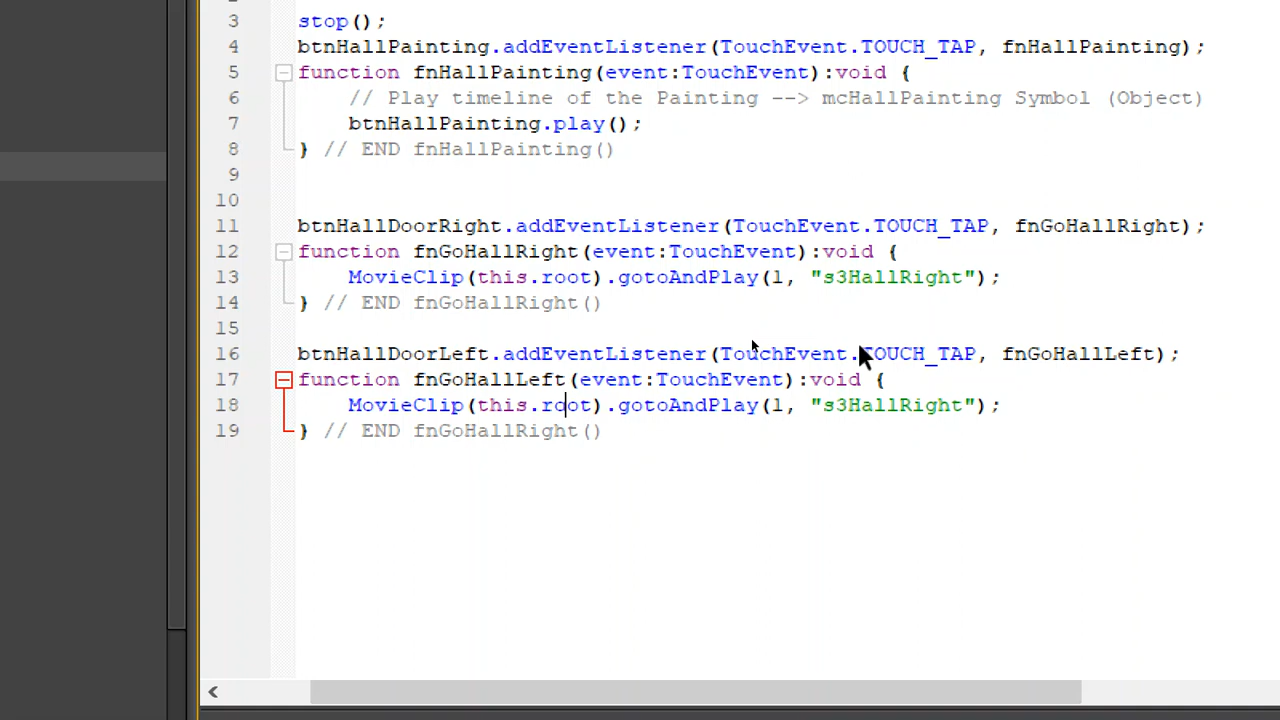 3 stop();
4 btnHallPainting.addEventListener(TouchEvent.TOUCH_TAP, fnHallPainting);
5 function fnHallPainting(event:TouchEvent):void {
6 // Play timeline of the Painting --> mcHallPainting Symbol (Object)
7 btnHallPainting.play();
8 } // END fnHallPainting()
9
10
11 btnHallDoorRight.addEventListener(TouchEvent.TOUCH_TAP, fnGoHallRight);
12 function fnGoHallRight(event:TouchEvent):void {
13 MovieClip(this.root).gotoAndPlay(1, "s3HallRight");
14 } // END fnGoHallRight()
15
16 btnHallDoorLeft.addEventListener(TouchEvent.TOUCH_TAP, fnGoHallLeft);
17 function fnGoHallLeft(event:TouchEvent):void {
18 MovieClip(this.root).gotoAndPlay(1, "s3HallRight");
19 } // END fnGoHallRight()